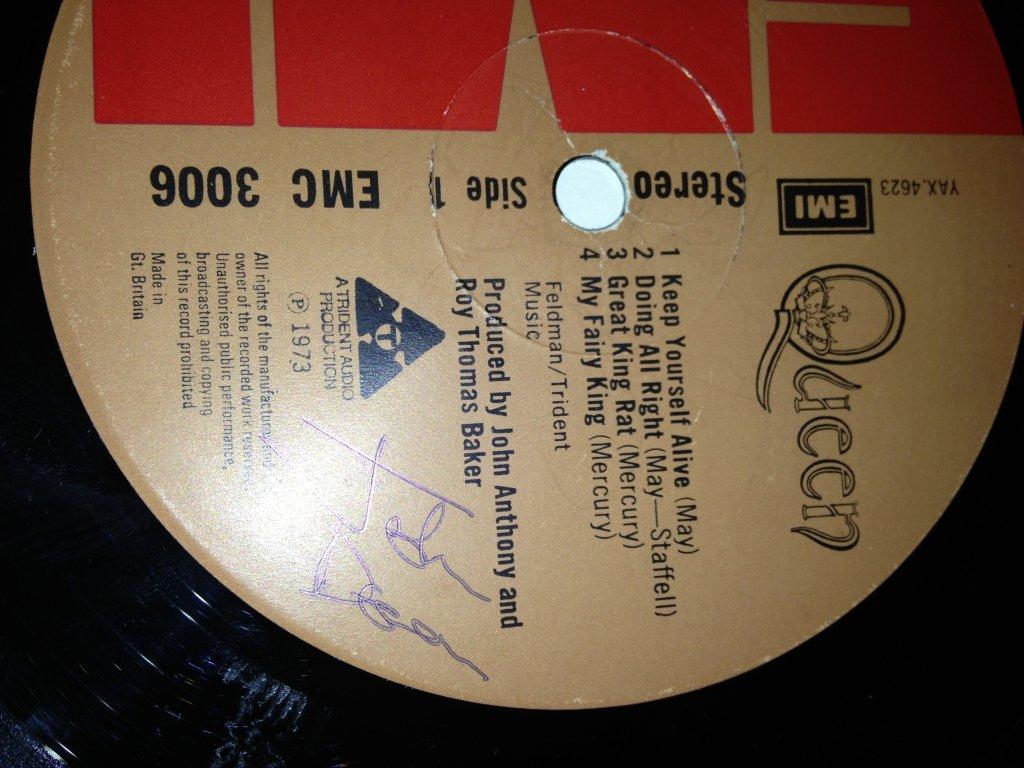 Queen
EMI
YAX.4623
Stereo
Side 1
EMC 3006
1 Keep Yourself Alive (May)
2 Doing All Right (May—Staffell)
3 Great King Rat (Mercury)
4 My Fairy King (Mercury)
Feldman/Trident
Music
Produced by John Anthony and
Roy Thomas Baker
T
A TRIDENT AUDIO
PRODUCTION
℗ 1973
All rights of the manufacturer and
owner of the recorded work reserved.
Unauthorised public performance,
broadcasting and copying
of this record prohibited
Made in
Gt. Britain